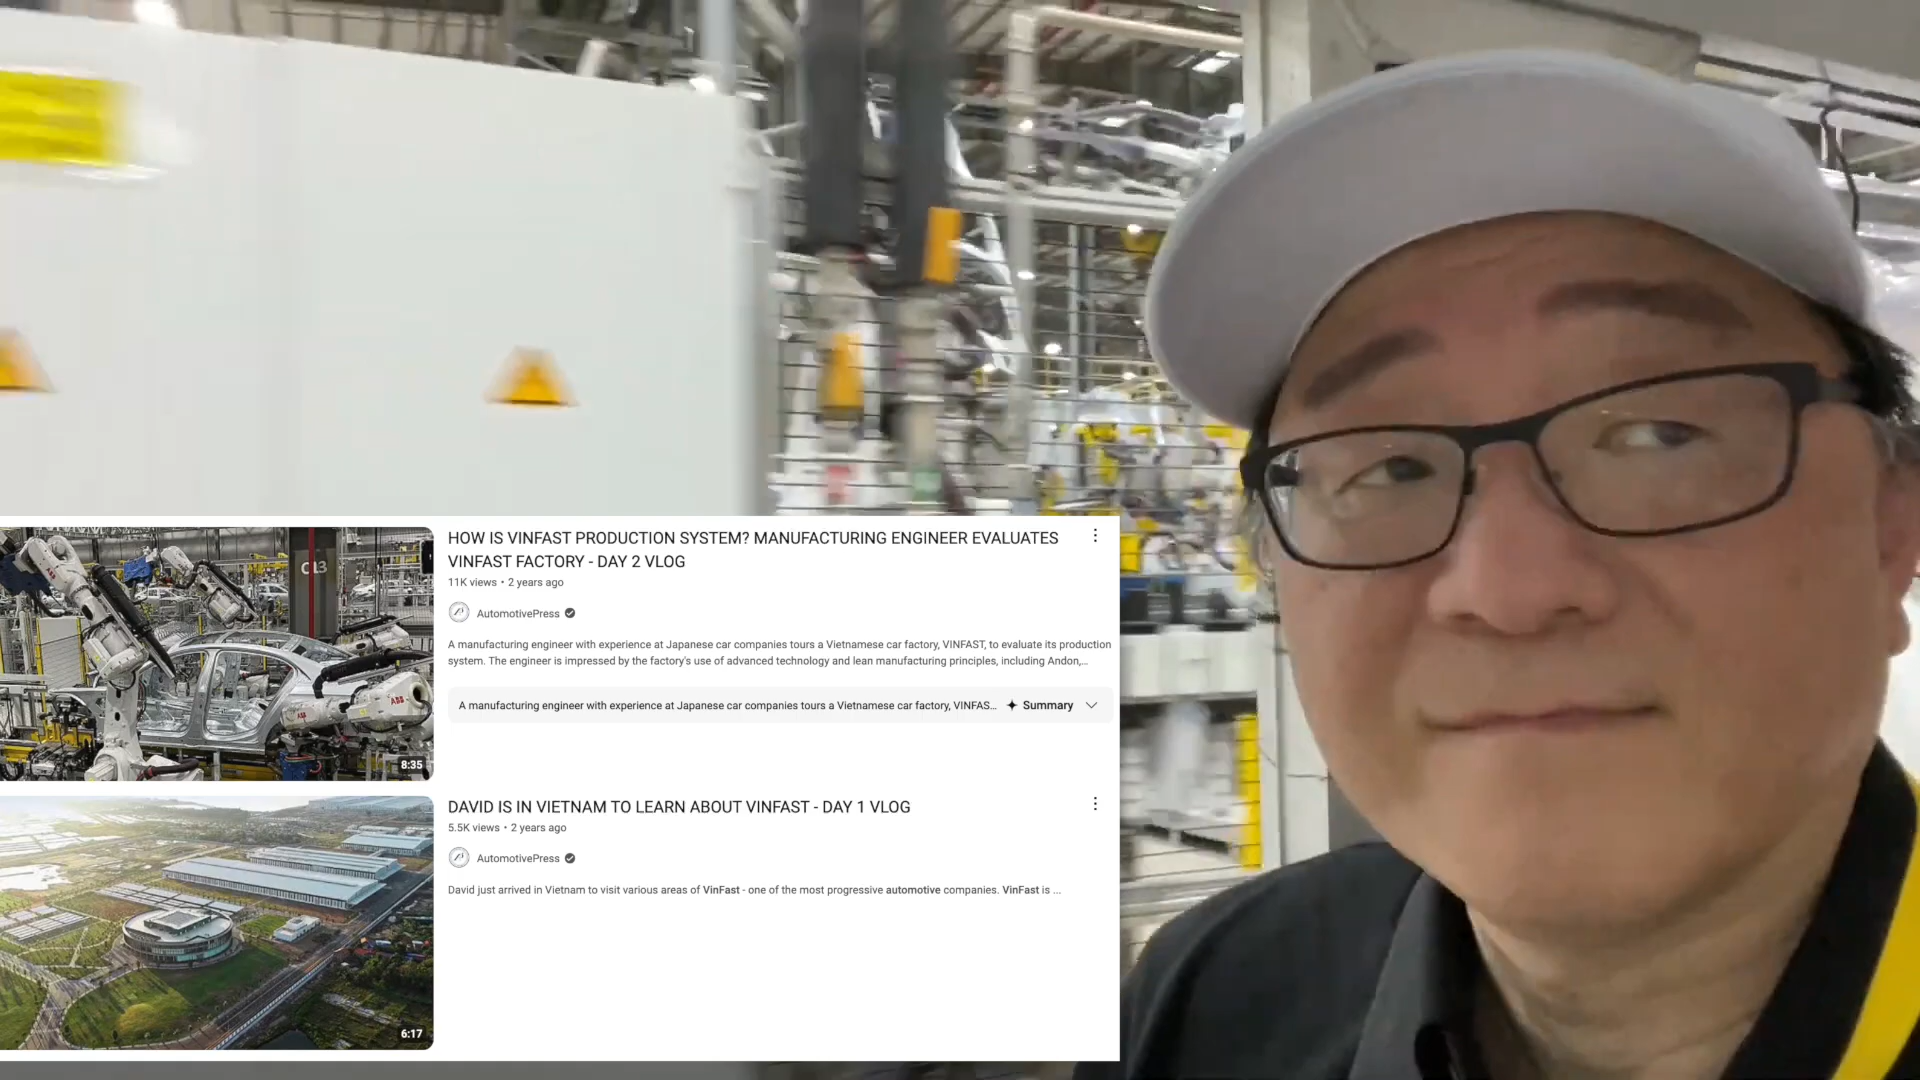 HOW IS VINFAST PRODUCTION SYSTEM? MANUFACTURING ENGINEER EVALUATES
VINFAST FACTORY - DAY 2 VLOG
11K views • 2 years ago
AutomotivePress
A manufacturing engineer with experience at Japanese car companies tours a Vietnamese car factory, VINFAST, to evaluate its production
system. The engineer is impressed by the factory's use of advanced technology and lean manufacturing principles, including Andon,...
A manufacturing engineer with experience at Japanese car companies tours a Vietnamese car factory, VINFAS... Summary
C13
ABB
ABB
ABB
8:35
DAVID IS IN VIETNAM TO LEARN ABOUT VINFAST - DAY 1 VLOG
5.5K views • 2 years ago
AutomotivePress
David just arrived in Vietnam to visit various areas of VinFast - one of the most progressive automotive companies. VinFast is ...
6:17